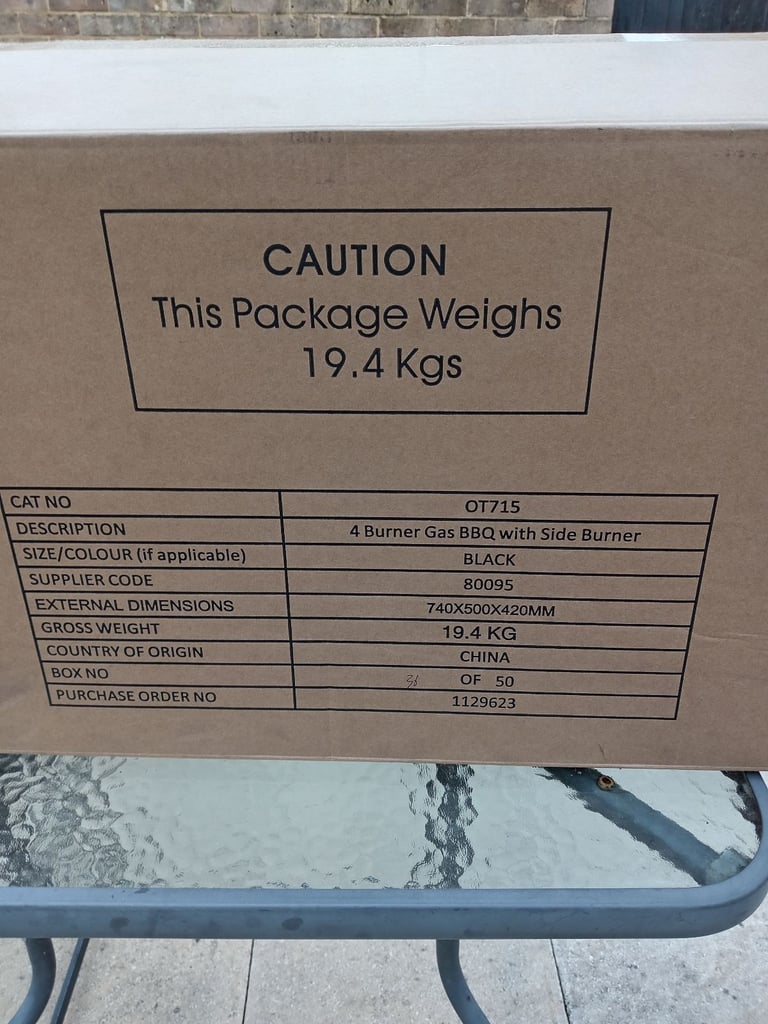 CAUTION
This Package Weighs
19.4 Kgs
CAT NO OT715
DESCRIPTION 4 Burner Gas BBQ with Side Burner
SIZE/COLOUR (if applicable) BLACK
SUPPLIER CODE 80095
EXTERNAL DIMENSIONS 740X500X420MM
GROSS WEIGHT 19.4 KG
COUNTRY OF ORIGIN CHINA
BOX NO OF 50
PURCHASE ORDER NO 1129623